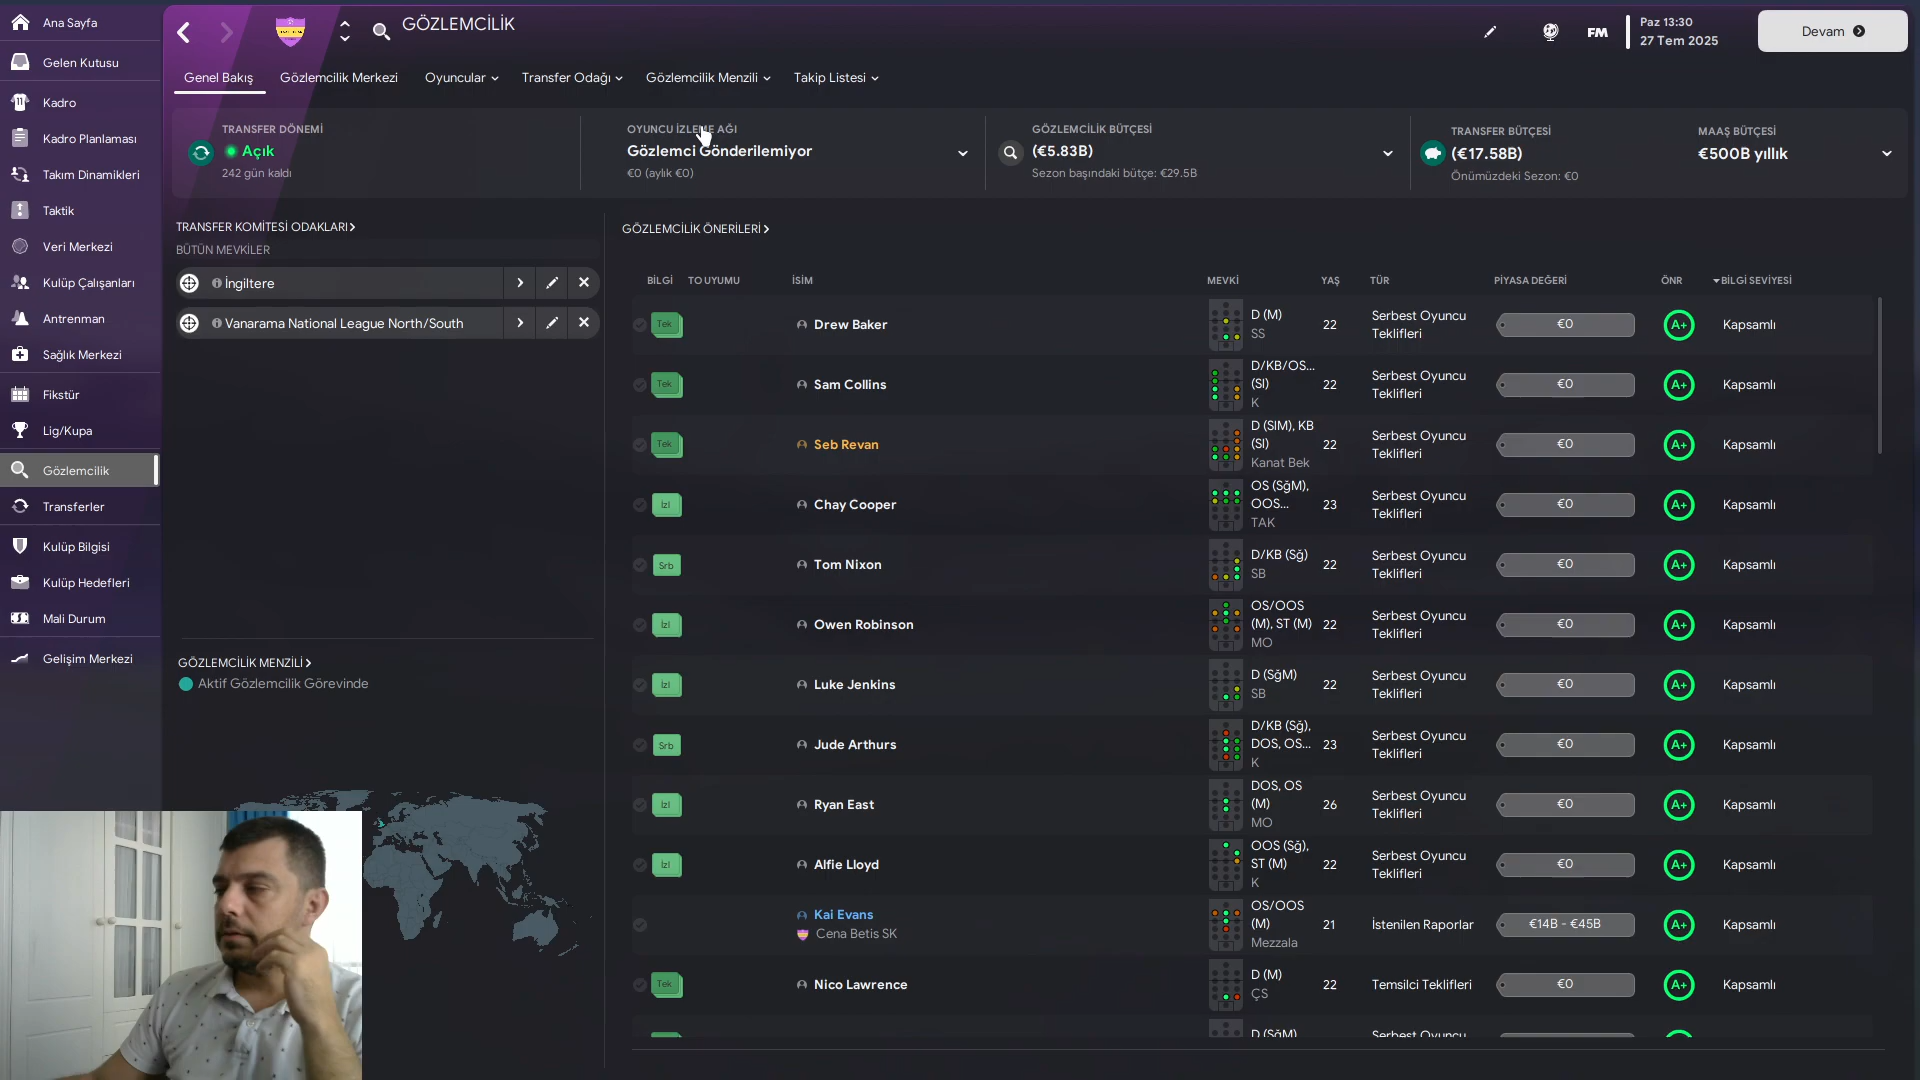 Ana Sayfa
Gelen Kutusu
Kadro
Kadro Planlaması
Takım Dinamikleri
Taktik
Veri Merkezi
Kulüp Çalışanları
Antrenman
Sağlık Merkezi
Fikstür
Lig/Kupa
Gözlemcilik
Transferler
Kulüp Bilgisi
Kulüp Hedefleri
Mali Durum
Gelişim Merkezi
GÖZLEMCİLİK
FM
Paz 13:30
27 Tem 2025
Devam
Genel Bakış
Gözlemcilik Merkezi
Oyuncular
Transfer Odağı
Gözlemcilik Menzili
Takip Listesi
TRANSFER DÖNEMİ
Açık
242 gün kaldı
OYUNCU İZLEME AĞI
Gözlemci Gönderilemiyor
€0 (aylık €0)
GÖZLEMCİLİK BÜTÇESİ
(€5.83B)
Sezon başındaki bütçe: €29.5B
TRANSFER BÜTÇESİ
(€17.58B)
Önümüzdeki Sezon: €0
MAAŞ BÜTÇESİ
€500B yıllık
TRANSFER KOMİTESİ ODAKLARI
BÜTÜN MEVKİLER
İngiltere
Vanarama National League North/South
GÖZLEMCİLİK MENZİLİ
Aktif Gözlemcilik Görevinde
GÖZLEMCİLİK ÖNERİLERİ
BİLGİ TO UYUMU İSİM MEVKİ YAŞ TÜR PİYASA DEĞERİ ÖNR BİLGİ SEVİYESİ
Tek Drew Baker D (M) SS 22 Serbest Oyuncu Teklifleri €0 A+ Kapsamlı
Tek Sam Collins D/KB/OS... (Sl) K 22 Serbest Oyuncu Teklifleri €0 A+ Kapsamlı
Tek Seb Revan D (SlM), KB (Sl) Kanat Bek 22 Serbest Oyuncu Teklifleri €0 A+ Kapsamlı
İzl Chay Cooper OS (SğM), OOS... TAK 23 Serbest Oyuncu Teklifleri €0 A+ Kapsamlı
Srb Tom Nixon D/KB (Sğ) SB 22 Serbest Oyuncu Teklifleri €0 A+ Kapsamlı
İzl Owen Robinson OS/OOS (M), ST (M) MO 22 Serbest Oyuncu Teklifleri €0 A+ Kapsamlı
İzl Luke Jenkins D (SğM) SB 22 Serbest Oyuncu Teklifleri €0 A+ Kapsamlı
Srb Jude Arthurs D/KB (Sğ), DOS, OS... K 23 Serbest Oyuncu Teklifleri €0 A+ Kapsamlı
İzl Ryan East DOS, OS (M) MO 26 Serbest Oyuncu Teklifleri €0 A+ Kapsamlı
İzl Alfie Lloyd OOS (Sğ), ST (M) K 22 Serbest Oyuncu Teklifleri €0 A+ Kapsamlı
Kai Evans Cena Betis SK OS/OOS (M) Mezzala 21 İstenilen Raporlar €14B - €45B A+ Kapsamlı
Tek Nico Lawrence D (M) ÇS 22 Temsilci Teklifleri €0 A+ Kapsamlı
D (SğM) Serbest Oyuncu